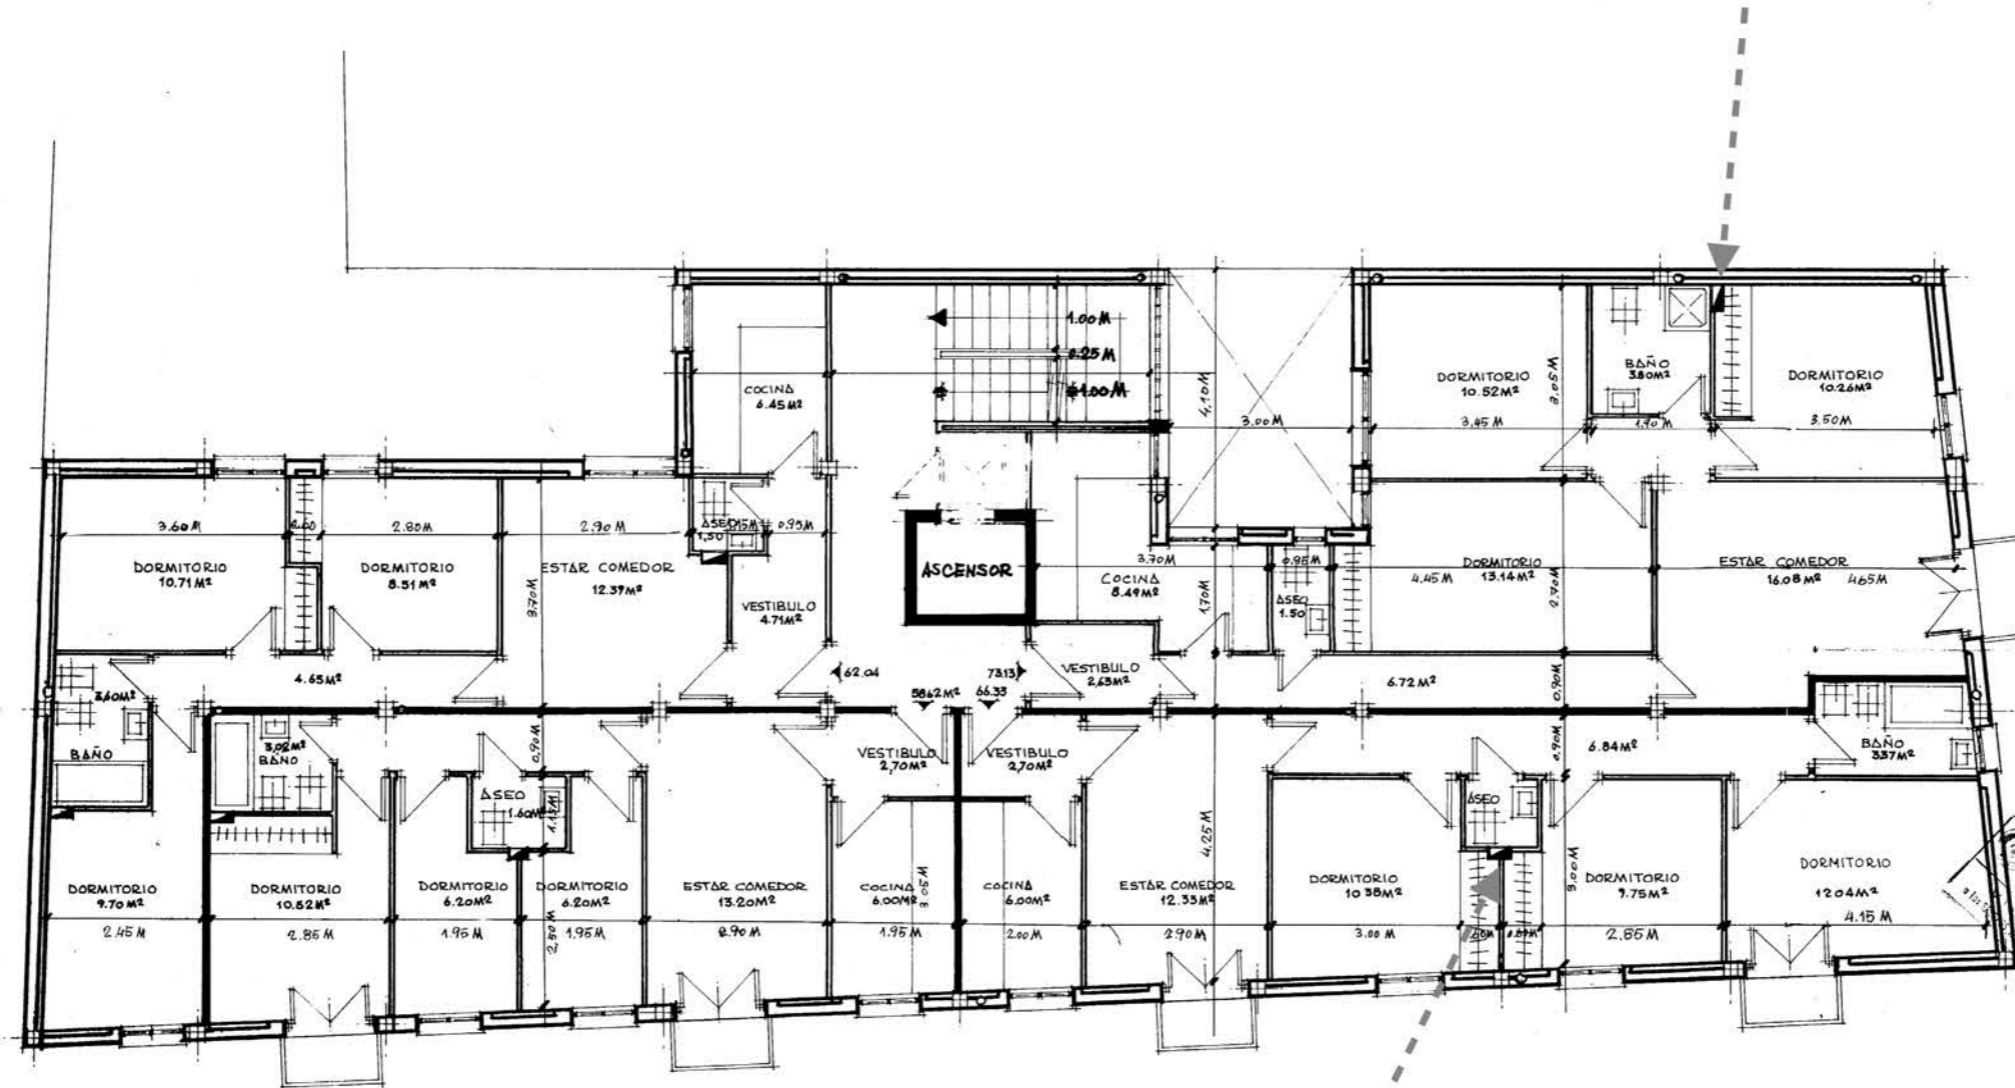 1.00 M
0.25 M
1.00 M
COCINA
6.45 M²
4.10 M
3.00 M
DORMITORIO
10.52 M²
3.45 M
3.05 M
BAÑO
3.80 M²
1.90 M
DORMITORIO
10.26 M²
3.50 M
3.60 M
DORMITORIO
10.71 M²
2.80 M
DORMITORIO
8.51 M²
2.90 M
ESTAR COMEDOR
12.39 M²
3.70 M
ASEO
1,50
0.95 M
VESTIBULO
4.71 M²
ASCENSOR
3.70 M
COCINA
8.49 M²
1.70 M
0.95 M
ASEO
1.50
4.45 M
DORMITORIO
13.14 M²
2.70 M
ESTAR COMEDOR
16.08 M²
4.65 M
4.65 M²
62.04
73.13
58.62 M²
66.33
VESTIBULO
2,63 M²
6.72 M²
0.90 M
3,60 M²
BAÑO
3,02 M²
BAÑO
0.90 M
ASEO
1.60 M²
VESTIBULO
2,70 M²
VESTIBULO
2,70 M²
0.90 M
6.84 M²
BAÑO
3.37 M²
ASEO
DORMITORIO
9.70 M²
2.45 M
DORMITORIO
10.82 M²
2.85 M
DORMITORIO
6.20 M²
1.95 M
2.50 M
DORMITORIO
6.20 M²
1.95 M
ESTAR COMEDOR
13.20 M²
2.90 M
COCINA
6.00 M²
3.05 M
1.95 M
COCINA
6.00 M²
2.00 M
ESTAR COMEDOR
12.33 M²
4.25 M
2.90 M
DORMITORIO
10.38 M²
3.00 M
3.00 M
DORMITORIO
9.75 M²
2.85 M
DORMITORIO
12.04 M²
4.15 M